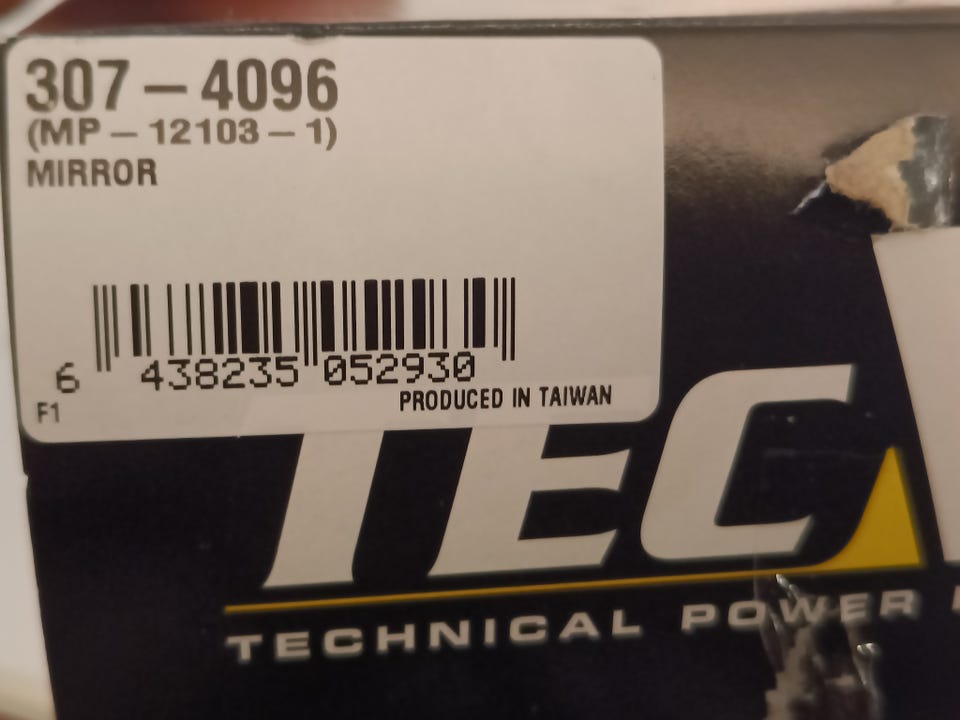 307 – 4096
(MP – 12103 – 1)
MIRROR
6 438235 052930
F1
PRODUCED IN TAIWAN
TEC
TECHNICAL POWER